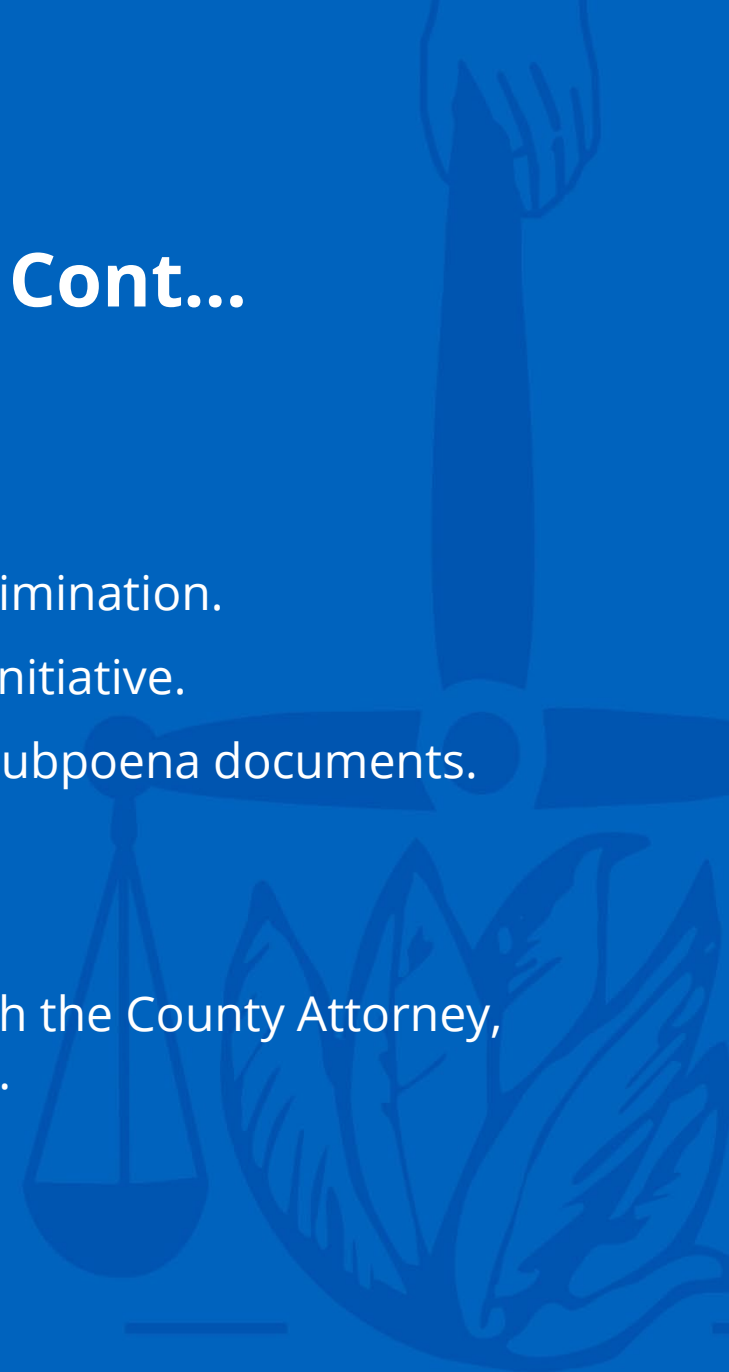 Cont...
imination.
nitiative.
ubpoena documents.
h the County Attorney,
.